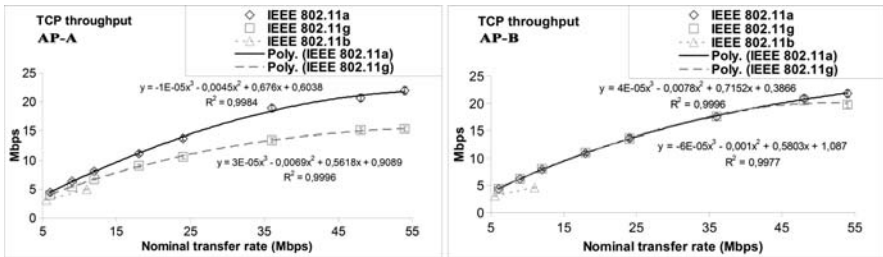 TCP throughput
AP-A
IEEE 802.11a
IEEE 802.11g
IEEE 802.11b
Poly. (IEEE 802.11a)
Poly. (IEEE 802.11g)
y = -1E-05x³ - 0,0045x² + 0,676x + 0,6038
R² = 0,9984
y = 3E-05x³ - 0,0069x² + 0,5618x + 0,9089
R² = 0,9996
Mbps
25
20
15
10
5
0
5 15 25 35 45 55
Nominal transfer rate (Mbps)
TCP throughput
AP-B
IEEE 802.11a
IEEE 802.11g
IEEE 802.11b
Poly. (IEEE 802.11a)
Poly. (IEEE 802.11g)
y = 4E-05x³ - 0,0078x² + 0,7152x + 0,3866
R² = 0,9996
y = -6E-05x³ - 0,001x² + 0,5803x + 1,087
R² = 0,9977
Mbps
25
20
15
10
5
0
5 15 25 35 45 55
Nominal transfer rate (Mbps)